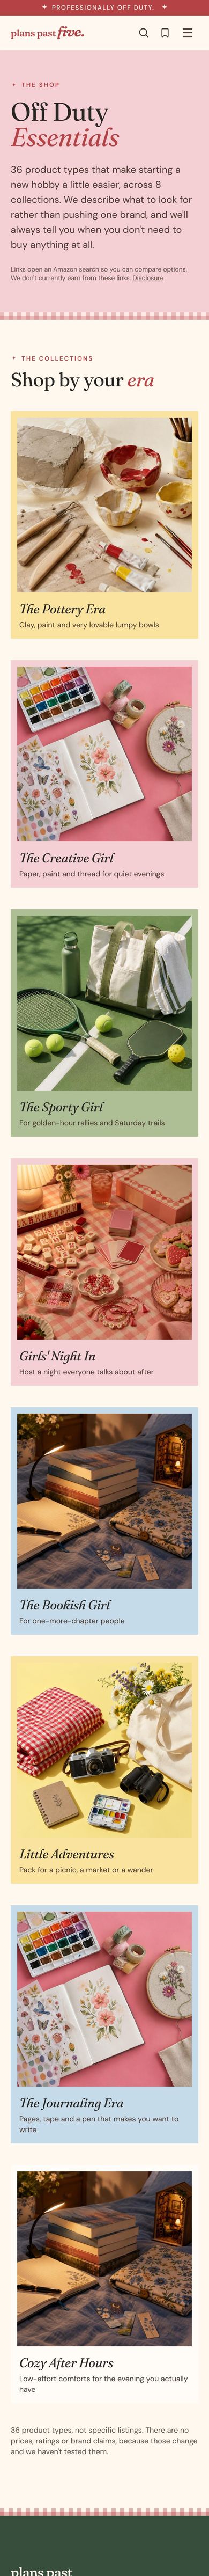 PROFESSIONALLY OFF DUTY.
plans past five.
THE SHOP
Off Duty
Essentials
36 product types that make starting a
new hobby a little easier, across 8
collections. We describe what to look for
rather than pushing one brand, and we'll
always tell you when you don't need to
buy anything at all.
Links open an Amazon search so you can compare options.
We don't currently earn from these links. Disclosure
THE COLLECTIONS
Shop by your era
The Pottery Era
Clay, paint and very lovable lumpy bowls
The Creative Girl
Paper, paint and thread for quiet evenings
The Sporty Girl
For golden-hour rallies and Saturday trails
Girls' Night In
Host a night everyone talks about after
The Bookish Girl
For one-more-chapter people
Little Adventures
Pack for a picnic, a market or a wander
The Journaling Era
Pages, tape and a pen that makes you want to
write
Cozy After Hours
Low-effort comforts for the evening you actually
have
36 product types, not specific listings. There are no
prices, ratings or brand claims, because those change
and we haven't tested them.
plans past